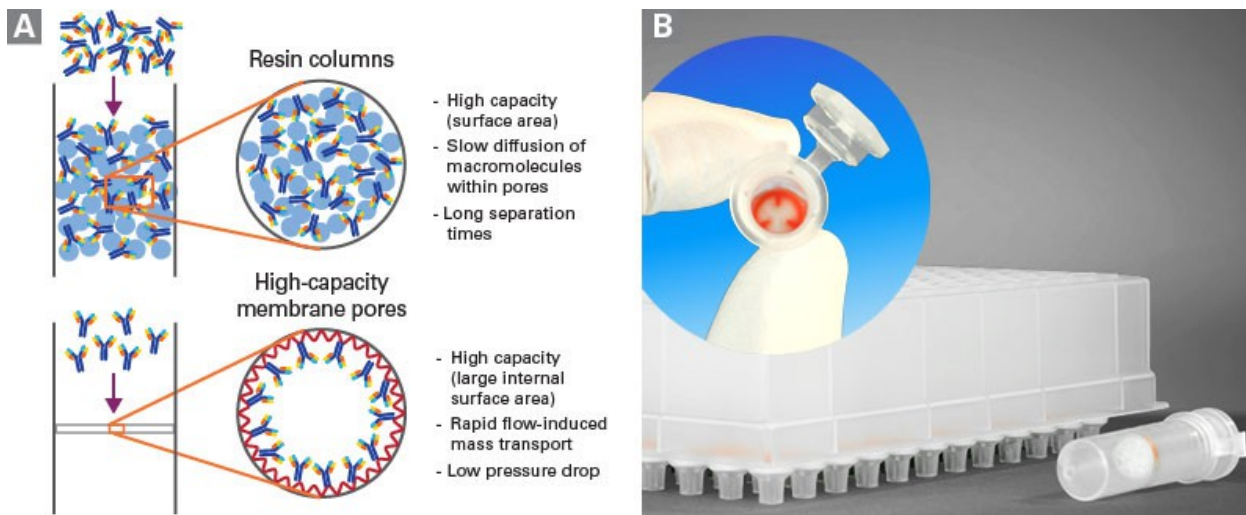 A
Resin columns
- High capacity
(surface area)
- Slow diffusion of
macromolecules
within pores
- Long separation
times
High-capacity
membrane pores
- High capacity
(large internal
surface area)
- Rapid flow-induced
mass transport
- Low pressure drop
B